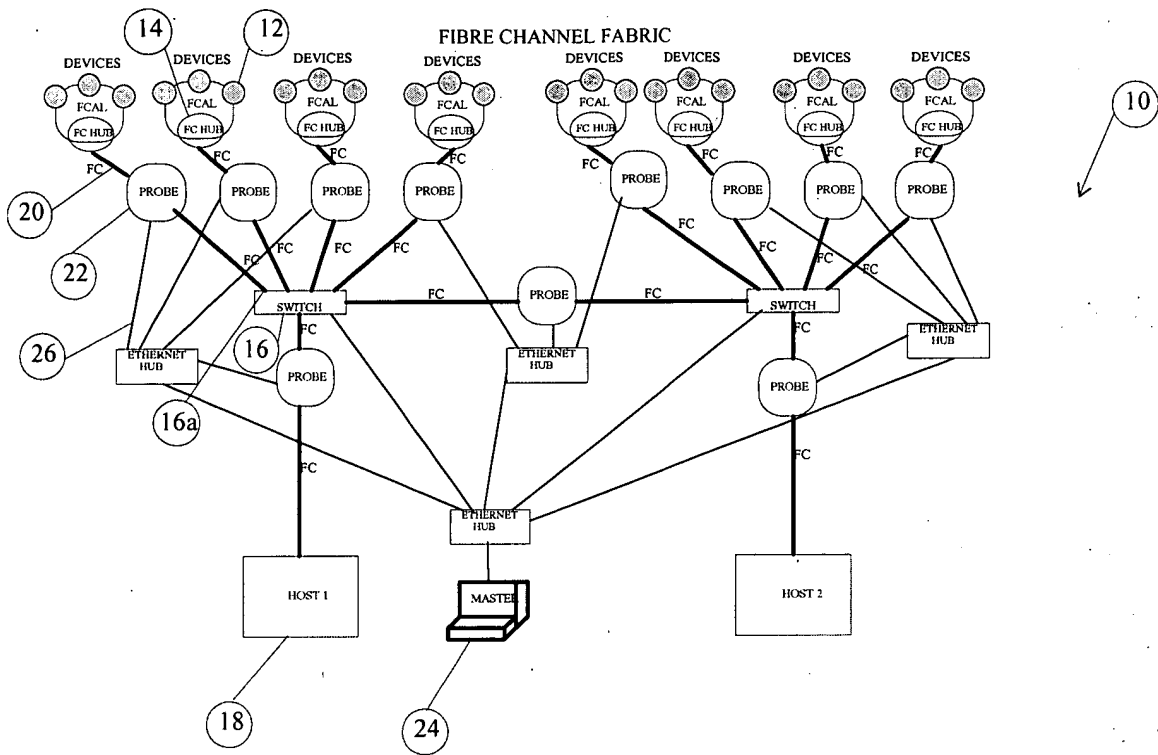 14
12
FIBRE CHANNEL FABRIC
10
DEVICES
DEVICES
DEVICES
DEVICES
DEVICES
DEVICES
DEVICES
DEVICES
FCAL
FCAL
FCAL
FCAL
FCAL
FCAL
FCAL
FCAL
FC HUB
FC HUB
FC HUB
FC HUB
FC HUB
FC HUB
FC HUB
FC HUB
FC
FC
FC
FC
FC
FC
FC
FC
20
PROBE
PROBE
PROBE
PROBE
PROBE
PROBE
PROBE
PROBE
22
FC
FC
FC
FC
FC
FC
FC
FC
SWITCH
FC
PROBE
FC
SWITCH
26
16
FC
FC
ETHERNET
HUB
ETHERNET
HUB
ETHERNET
HUB
PROBE
PROBE
16a
FC
FC
ETHERNET
HUB
HOST 1
MASTER
HOST 2
18
24